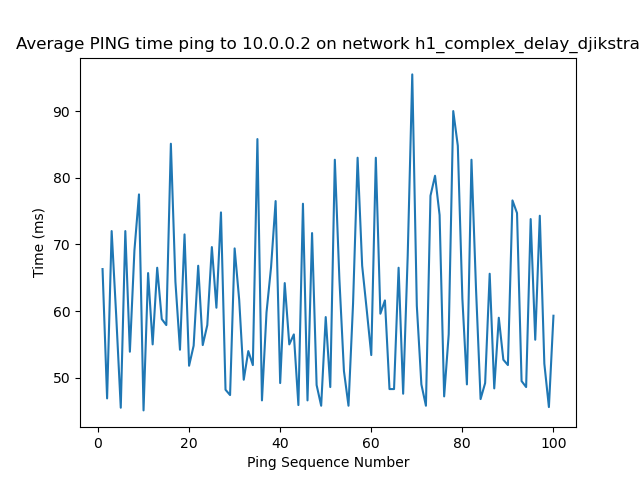 Average PING time ping to 10.0.0.2 on network h1_complex_delay_djikstra
90
80
70
60
50
Time (ms)
0 20 40 60 80 100
Ping Sequence Number